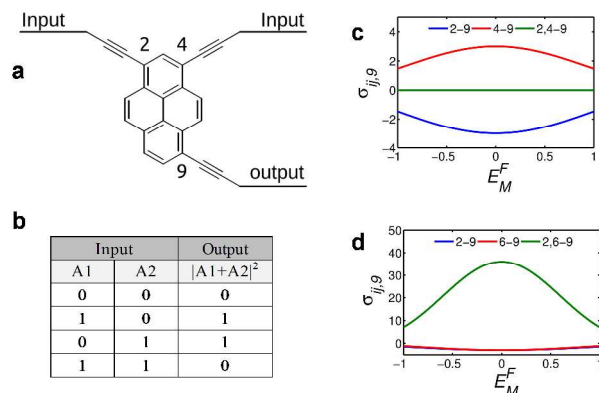 Input
Input
2
4
a
9
output
b
Input Output
A1 A2 |A1+A2|²
0 0 0
1 0 1
0 1 1
1 1 0
c
2-9 4-9 2,4-9
σij,9
4
2
0
-2
-4
-1 -0.5 0 0.5 1
E_M^F
d
2-9 6-9 2,6-9
σij,9
50
40
30
20
10
0
-1 -0.5 0 0.5 1
E_M^F